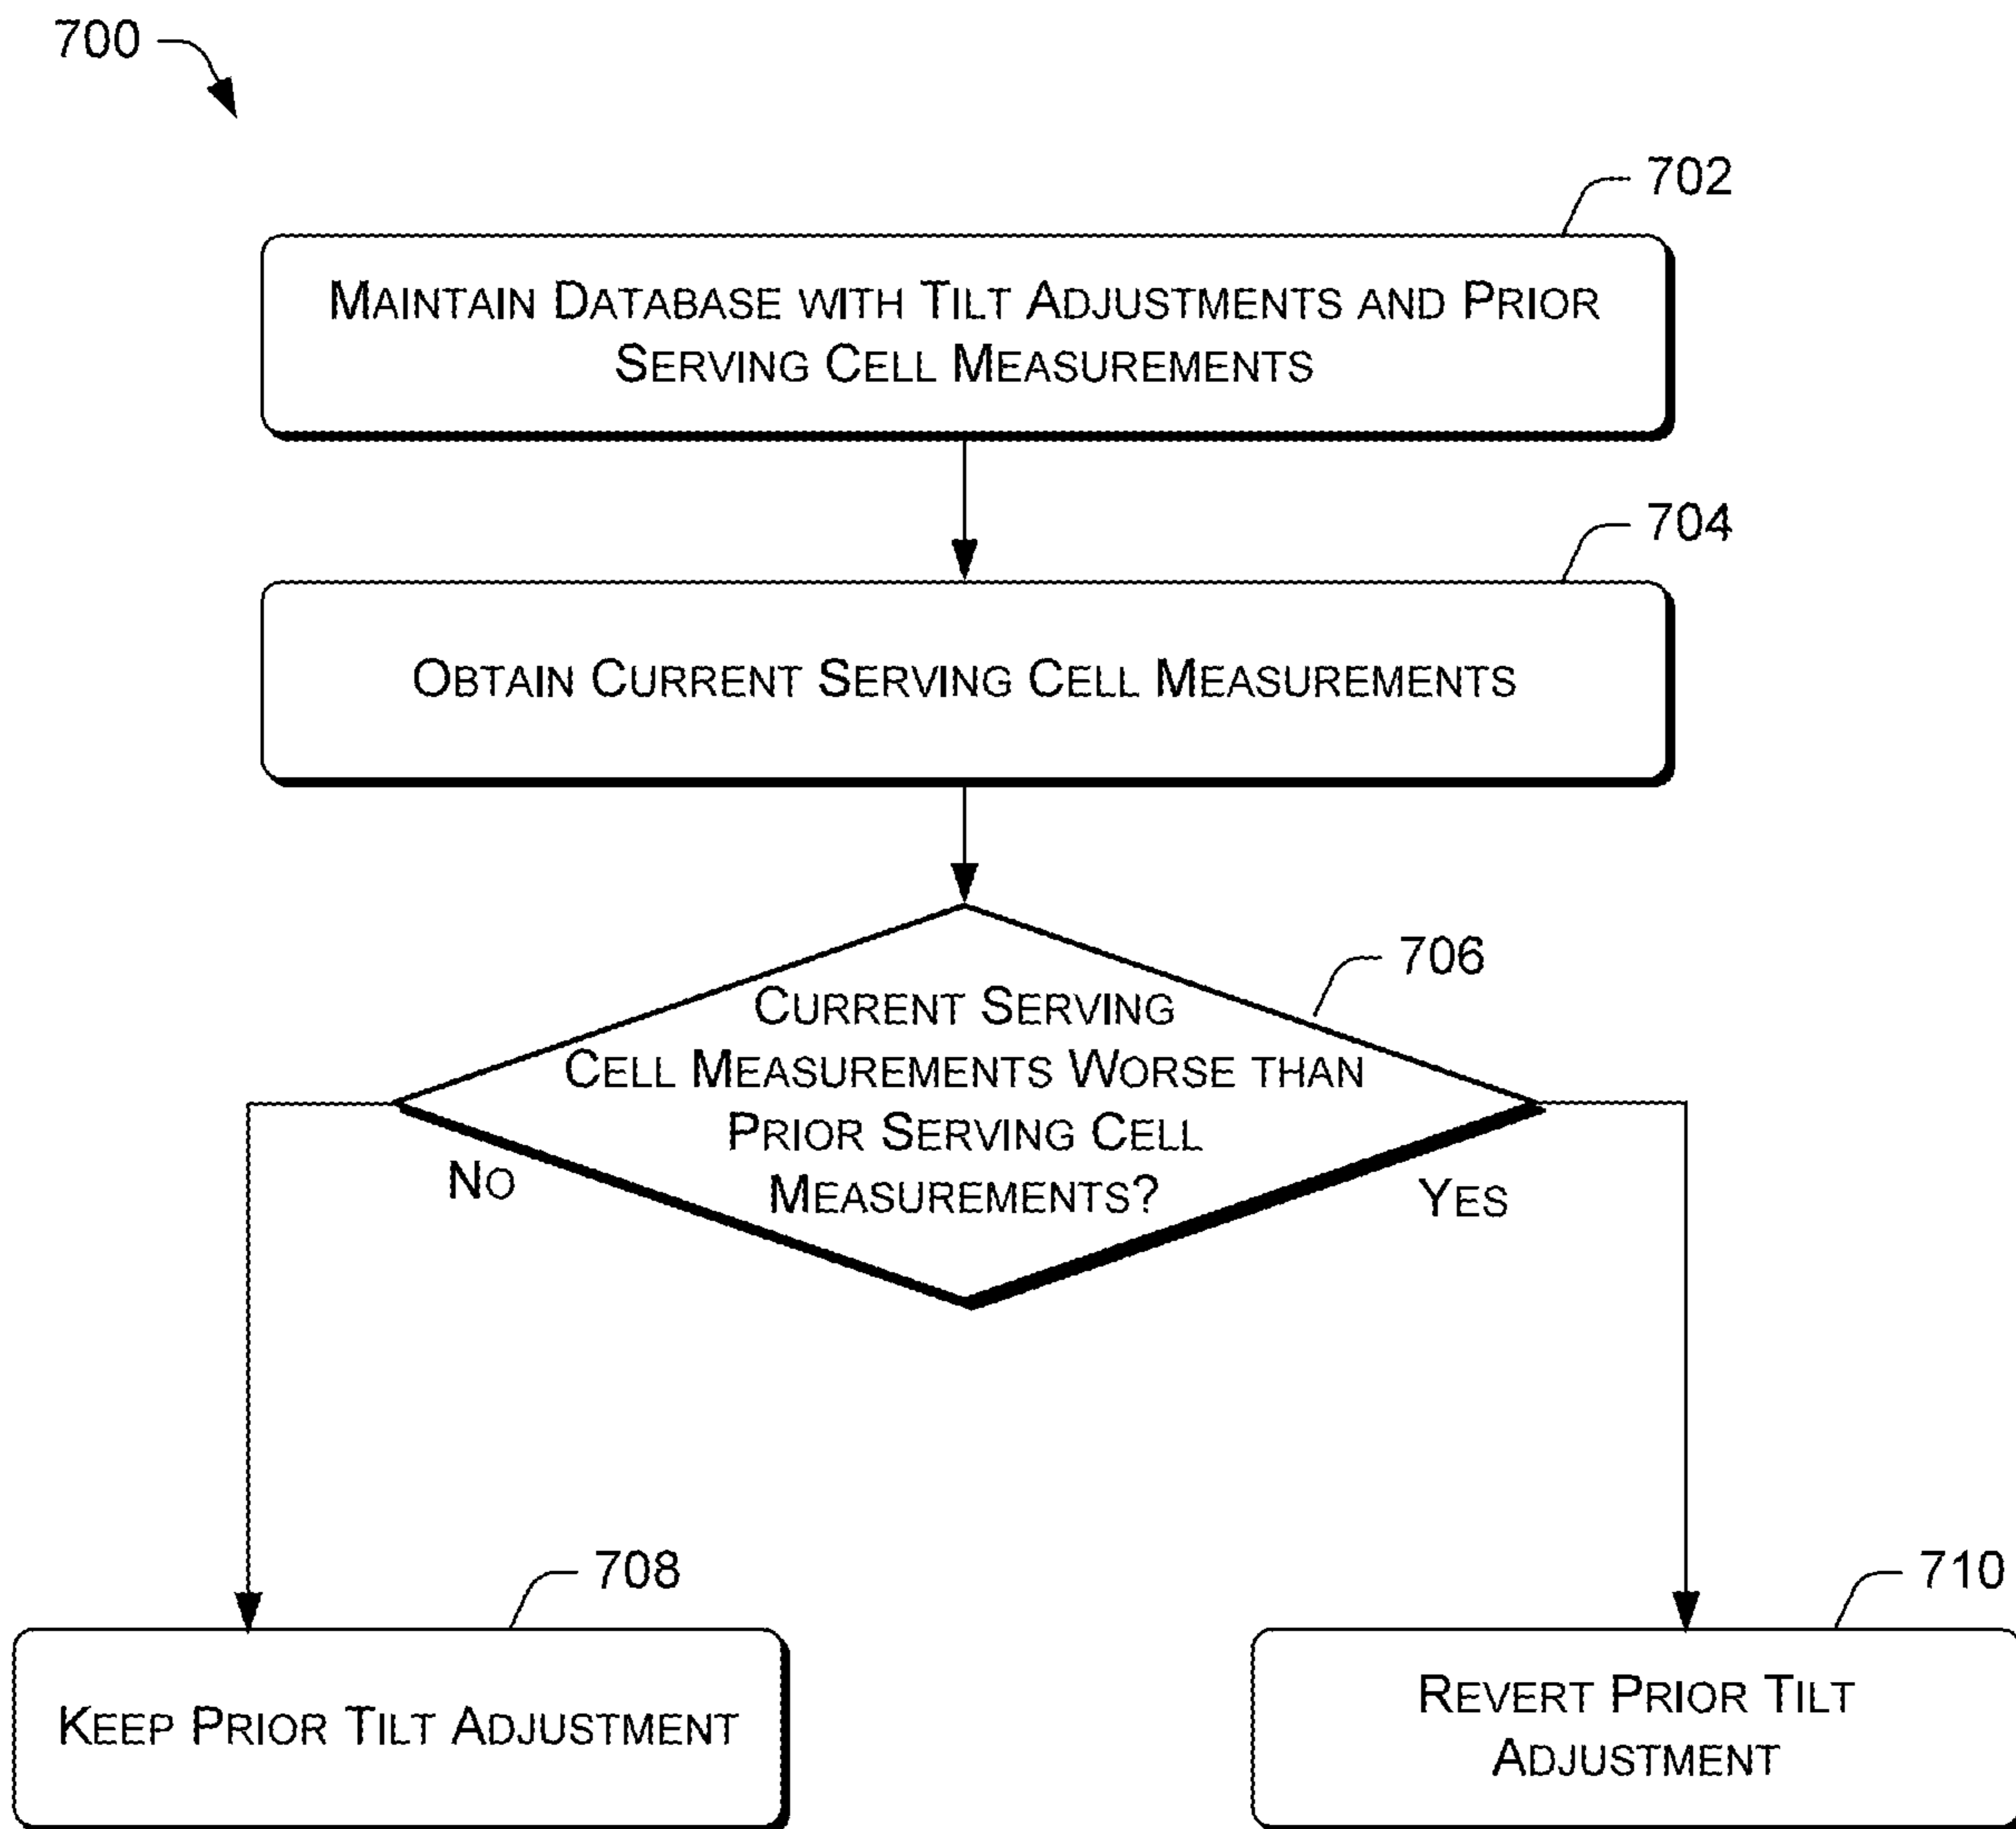 700
702
MAINTAIN DATABASE WITH TILT ADJUSTMENTS AND PRIOR
SERVING CELL MEASUREMENTS
704
OBTAIN CURRENT SERVING CELL MEASUREMENTS
706
CURRENT SERVING
CELL MEASUREMENTS WORSE THAN
PRIOR SERVING CELL
MEASUREMENTS?
NO
YES
708
KEEP PRIOR TILT ADJUSTMENT
710
REVERT PRIOR TILT
ADJUSTMENT